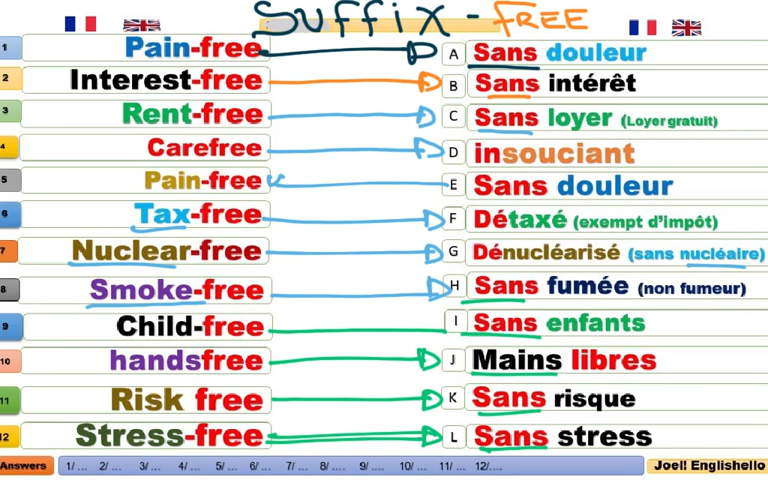 SUFFIX - FREE
1 Pain-free A Sans douleur
2 Interest-free B Sans intérêt
3 Rent-free C Sans loyer (Loyer gratuit)
4 Carefree D insouciant
5 Pain-free E Sans douleur
6 Tax-free F Détaxé (exempt d'impôt)
7 Nuclear-free G Dénucléarisé (sans nucléaire)
8 Smoke-free H Sans fumée (non fumeur)
9 Child-free I Sans enfants
10 handsfree J Mains libres
11 Risk free K Sans risque
12 Stress-free L Sans stress
Answers 1/ ... 2/ ... 3/ ... 4/ ... 5/ ... 6/ ... 7/ ... 8/ .... 9/ ... 10/ ... 11/ ... 12/.... Joel! Englishello